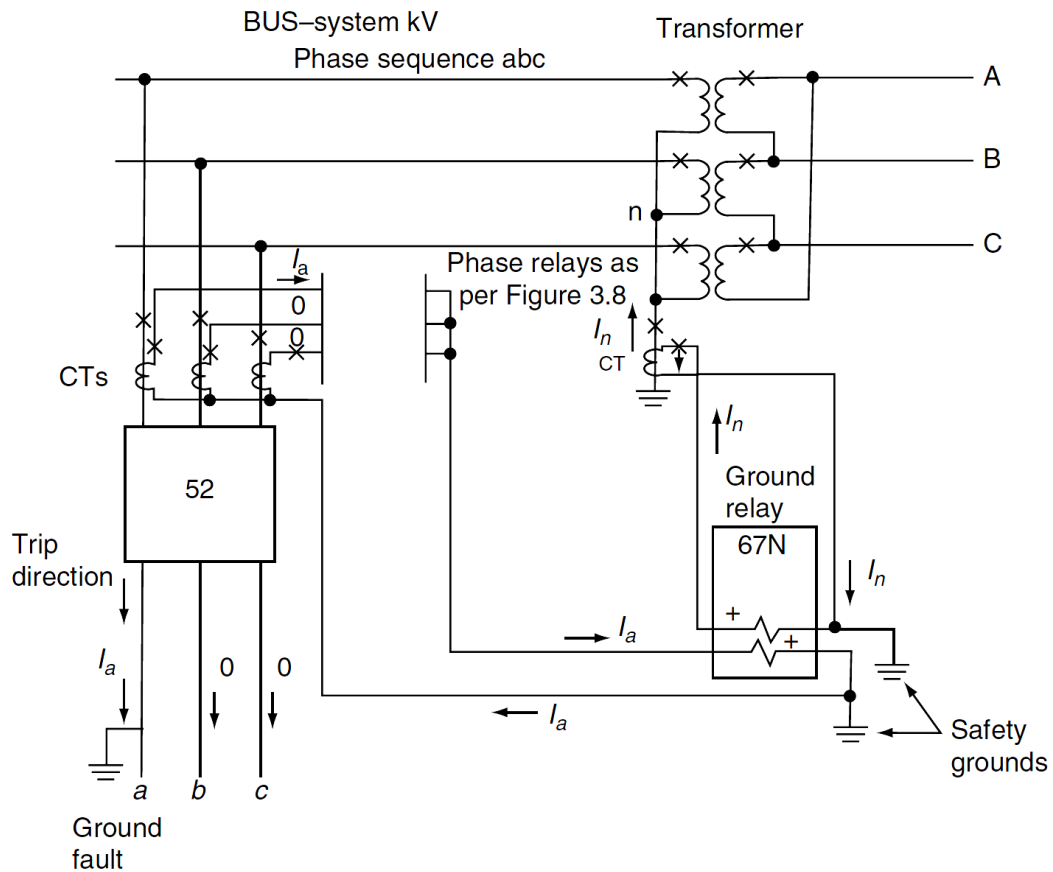 BUS–system kV
Transformer
Phase sequence abc
A
B
n
C
Ia
Phase relays as
per Figure 3.8
0
0
In
CT
CTs
In
Ground
relay
52
67N
Trip
direction
In
+
+
Ia
Ia
0
0
Ia
Safety
grounds
a
b
c
Ground
fault